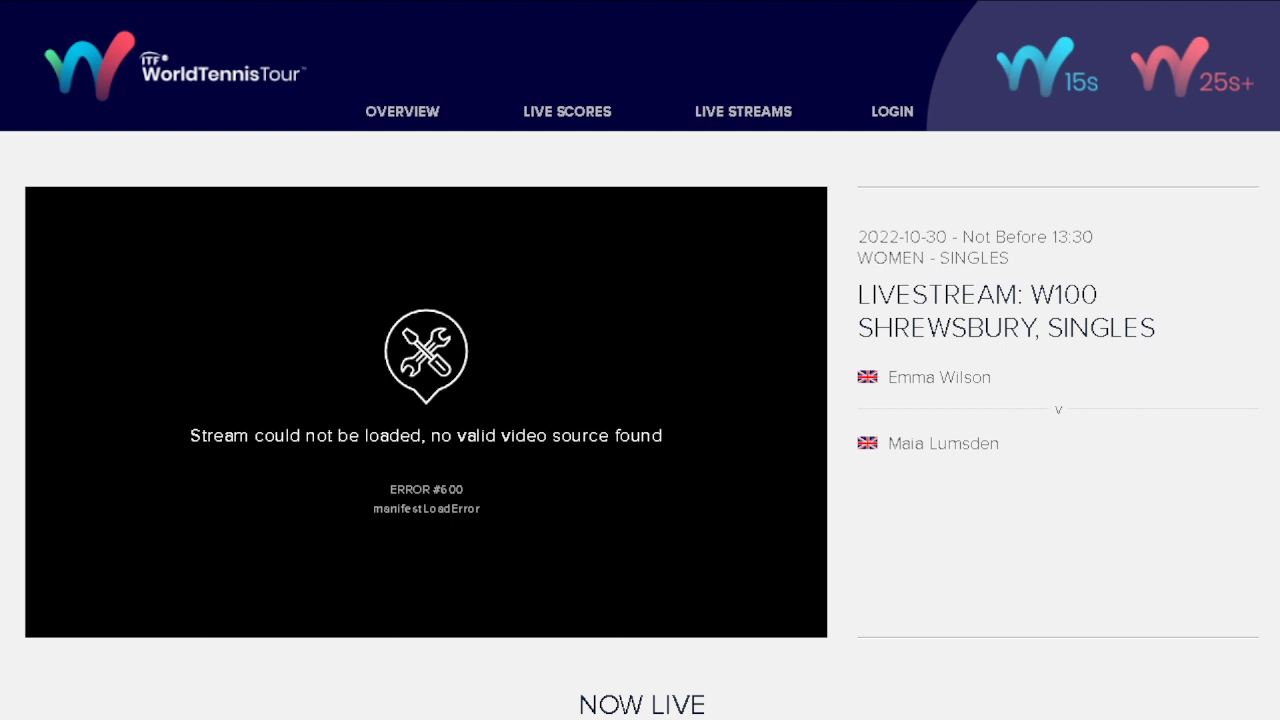 ITF
WorldTennisTour™
OVERVIEW
LIVE SCORES
LIVE STREAMS
LOGIN
15s
25s+
Stream could not be loaded, no valid video source found
ERROR #600
manifestLoadError
2022-10-30 - Not Before 13:30
WOMEN - SINGLES
LIVESTREAM: W100
SHREWSBURY, SINGLES
Emma Wilson
v
Maia Lumsden
NOW LIVE